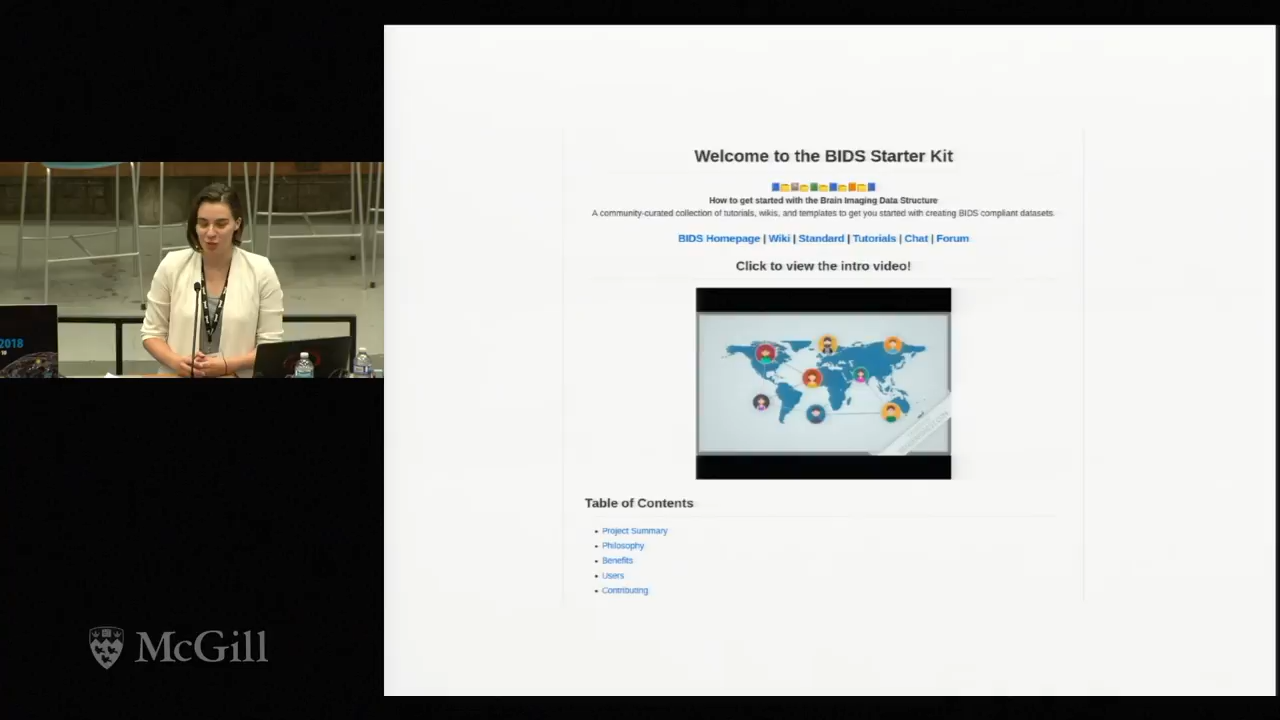 Welcome to the BIDS Starter Kit
How to get started with the Brain Imaging Data Structure
A community-curated collection of tutorials, wikis, and templates to get you started with creating BIDS compliant datasets.
BIDS Homepage | Wiki | Standard | Tutorials | Chat | Forum
Click to view the intro video!
Table of Contents
Project Summary
Philosophy
Benefits
Users
Contributing
2018
McGill